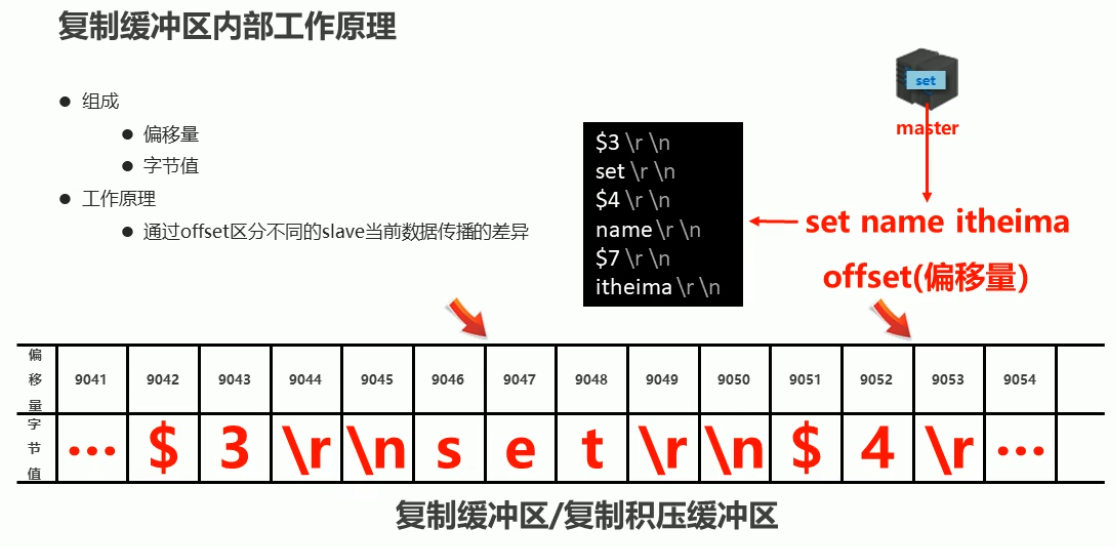 复制缓冲区内部工作原理
● 组成
● 偏移量
● 字节值
● 工作原理
● 通过offset区分不同的slave当前数据传播的差异
set
master
$3 \r \n
set \r \n
$4 \r \n
name \r \n
$7 \r \n
itheima \r \n
set name itheima
offset(偏移量)
偏移量 9041 9042 9043 9044 9045 9046 9047 9048 9049 9050 9051 9052 9053 9054
字节值 ... $ 3 \r \n s e t \r \n $ 4 \r ...
复制缓冲区/复制积压缓冲区